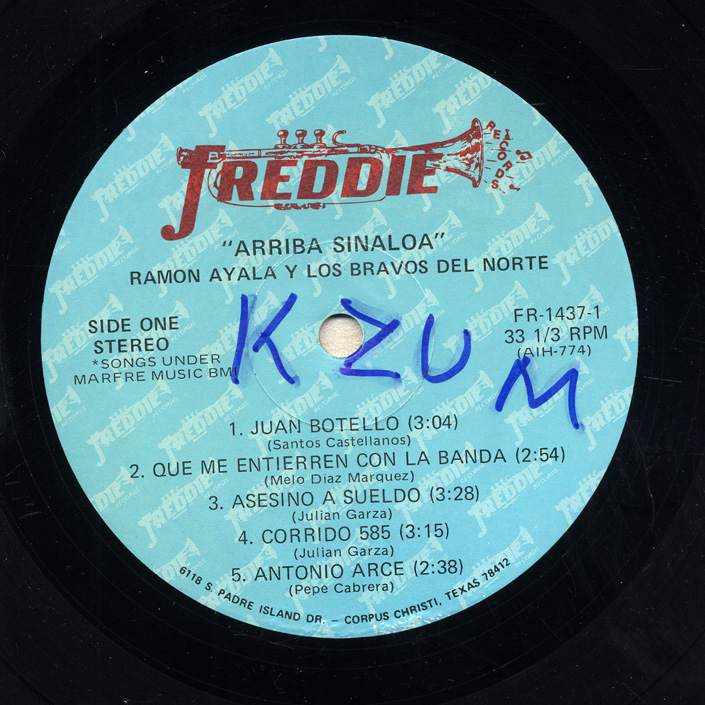 FREDDIE
RECORDS
"ARRIBA SINALOA"
RAMON AYALA Y LOS BRAVOS DEL NORTE
SIDE ONE
STEREO
*SONGS UNDER
MARFRE MUSIC BMI
KZUM
FR-1437-1
33 1/3 RPM
(AIH-774)
1. JUAN BOTELLO (3:04)
(Santos Castellanos)
2. QUE ME ENTIERREN CON LA BANDA (2:54)
(Melo Diaz Marquez)
3. ASESINO A SUELDO (3:28)
(Julian Garza)
4. CORRIDO 585 (3:15)
(Julian Garza)
5. ANTONIO ARCE (2:38)
(Pepe Cabrera)
6118 S. PADRE ISLAND DR. – CORPUS CHRISTI, TEXAS 78412